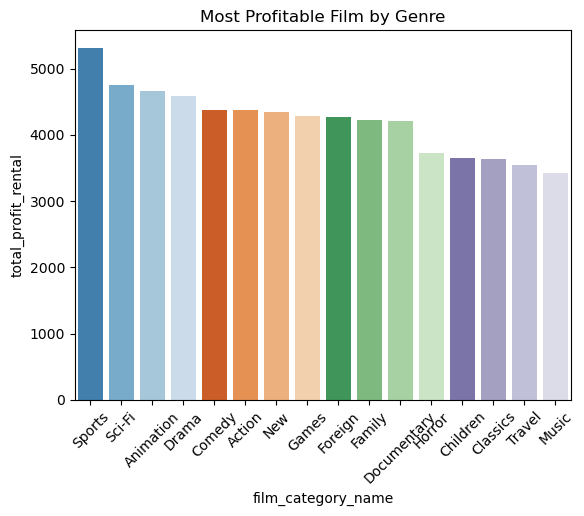 Most Profitable Film by Genre
total_profit_rental
5000
4000
3000
2000
1000
0
Sports
Sci-Fi
Animation
Drama
Comedy
Action
New
Games
Foreign
Family
Documentary
Horror
Children
Classics
Travel
Music
film_category_name